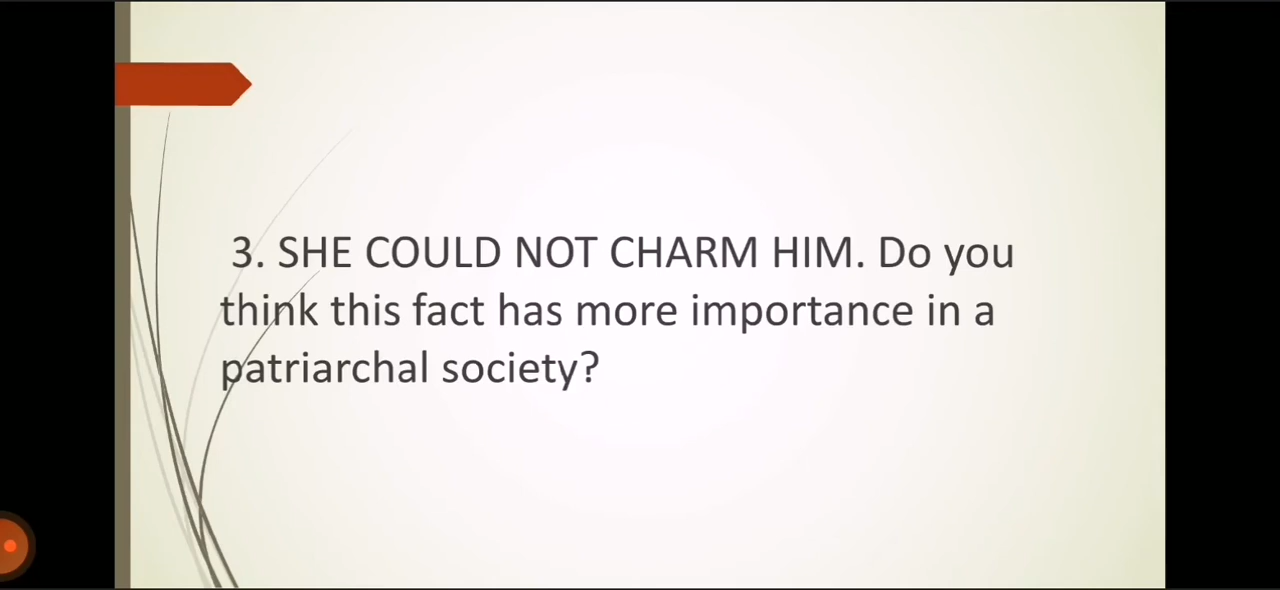 3. SHE COULD NOT CHARM HIM. Do you
think this fact has more importance in a
patriarchal society?